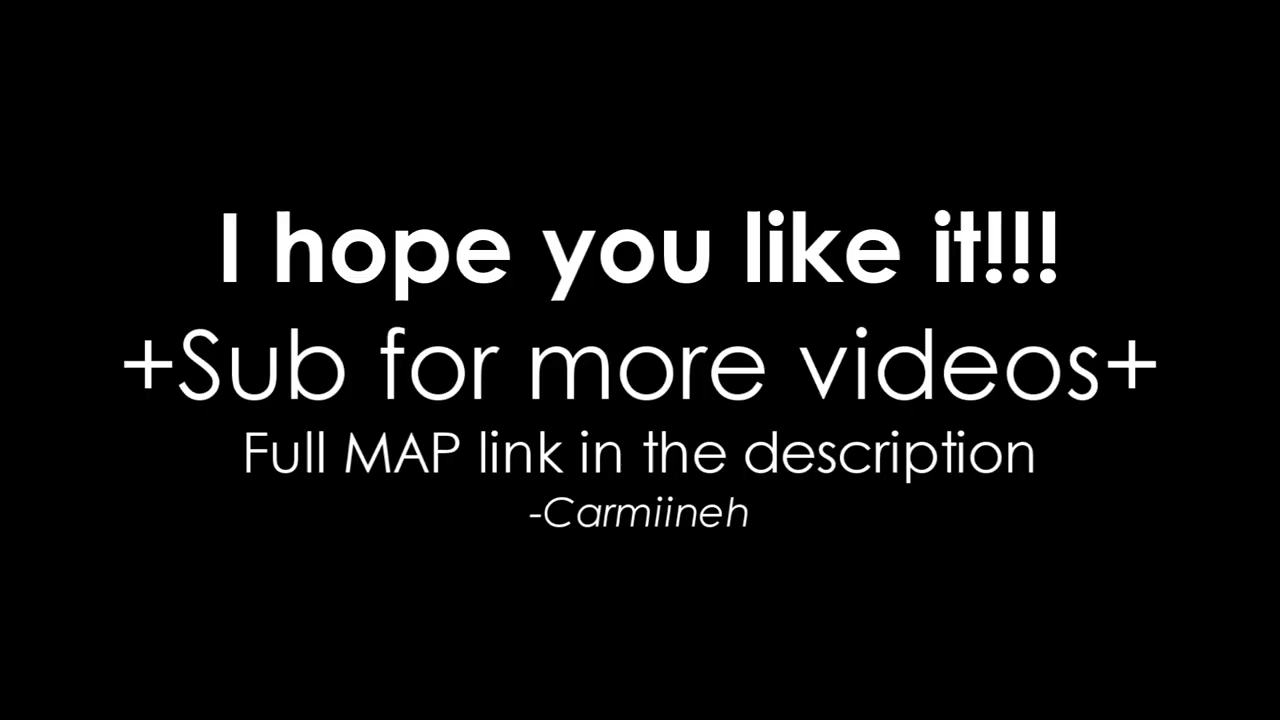 I hope you like it!!!
+Sub for more videos+
Full MAP link in the description
-Carmiineh